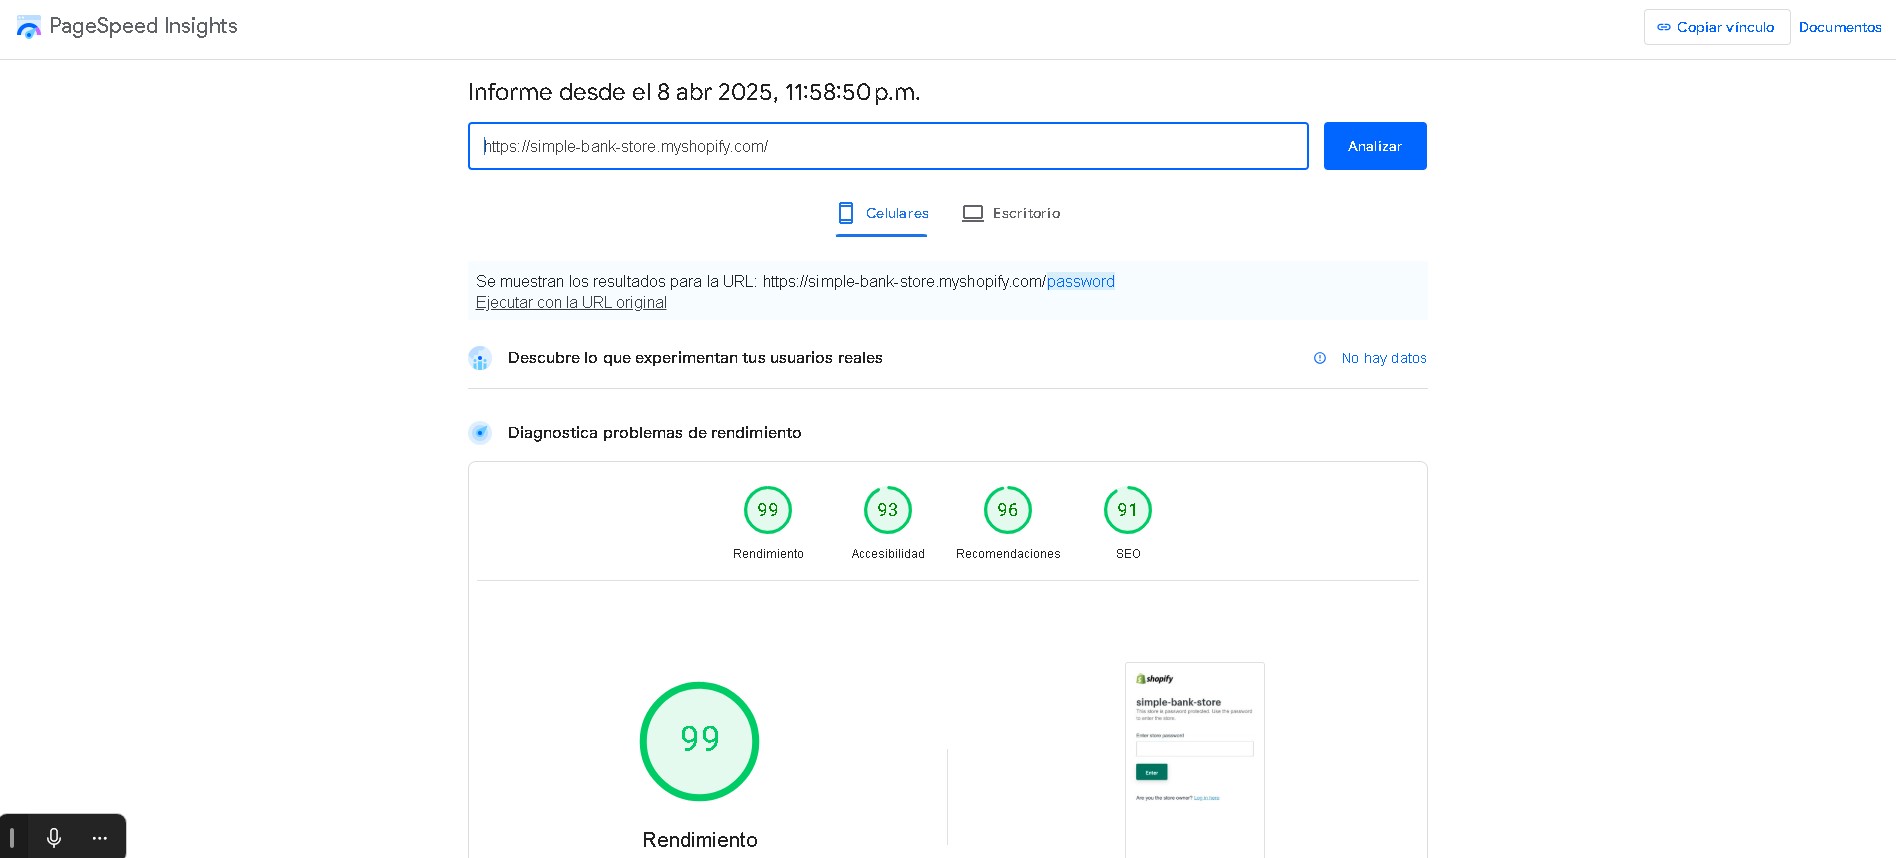 PageSpeed Insights
Copiar vínculo
Documentos
Informe desde el 8 abr 2025, 11:58:50 p.m.
https://simple-bank-store.myshopify.com/
Analizar
Celulares
Escritorio
Se muestran los resultados para la URL: https://simple-bank-store.myshopify.com/password
Ejecutar con la URL original
Descubre lo que experimentan tus usuarios reales
No hay datos
Diagnostica problemas de rendimiento
99
93
96
91
Rendimiento
Accesibilidad
Recomendaciones
SEO
99
Rendimiento
shopify
simple-bank-store
This store is password protected. Use the password
to enter the store.
Enter store password
Enter
Are you the store owner? Log in here